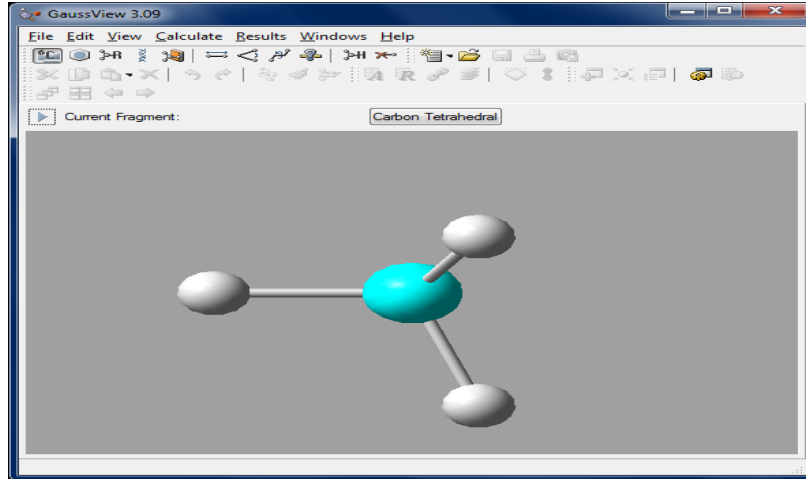 GaussView 3.09
File Edit View Calculate Results Windows Help
°C R H
A R
Current Fragment: Carbon Tetrahedral